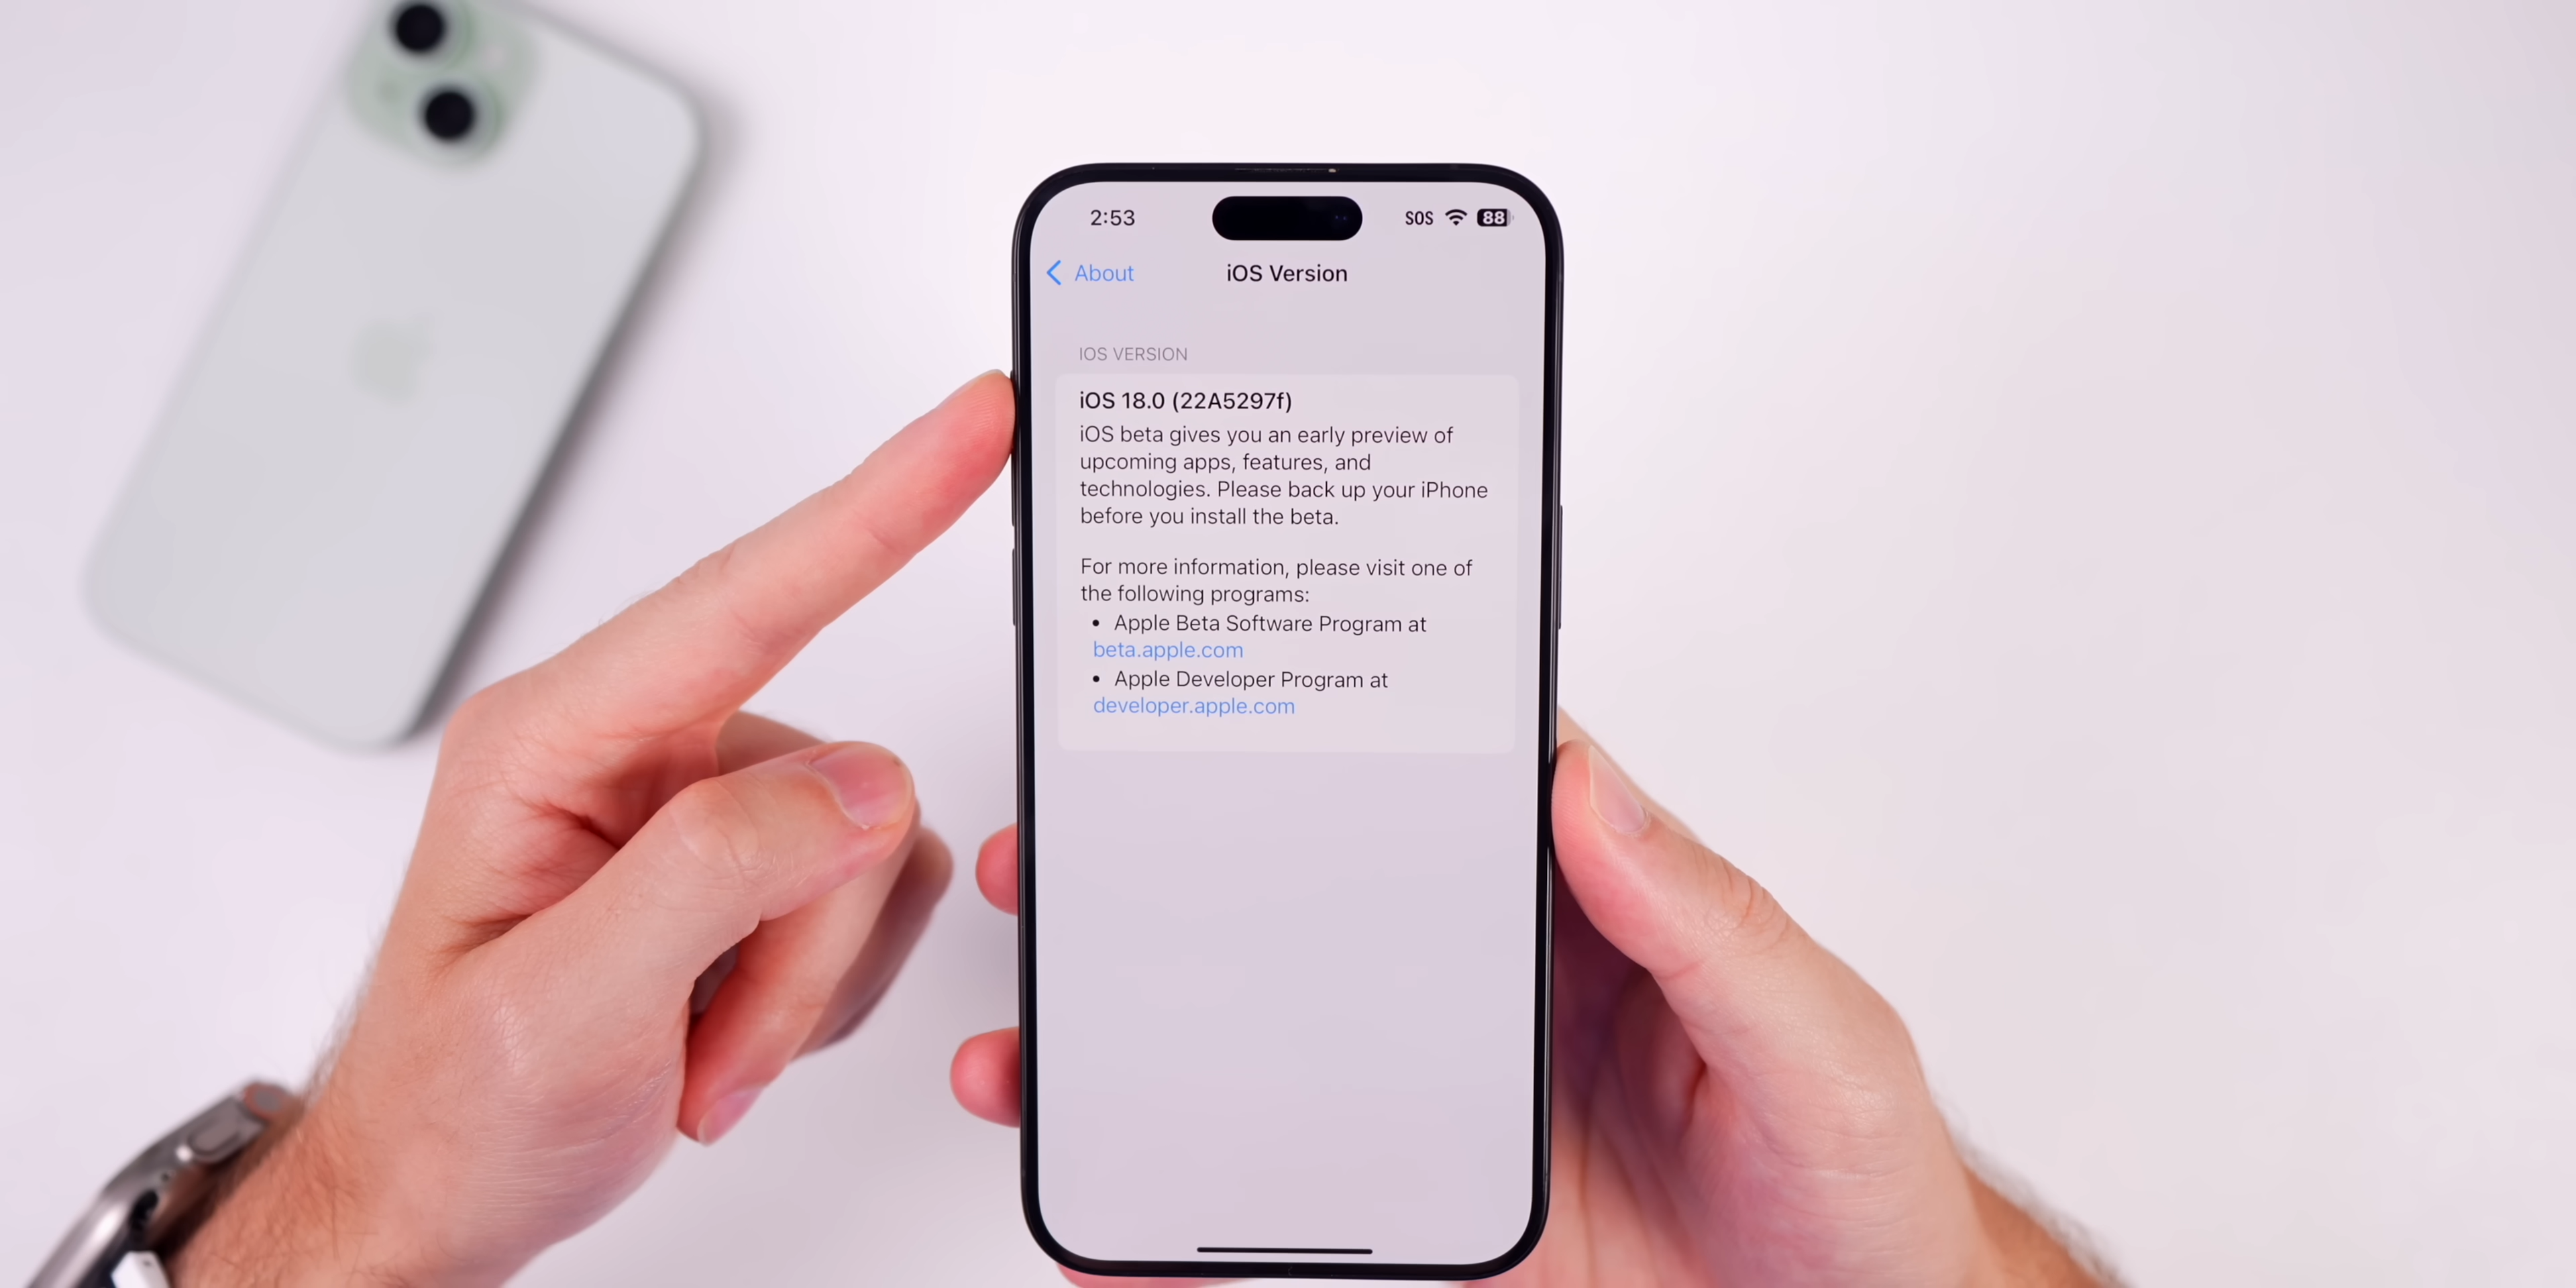 2:53 SOS 88
About iOS Version
IOS VERSION
iOS 18.0 (22A5297f)
iOS beta gives you an early preview of
upcoming apps, features, and
technologies. Please back up your iPhone
before you install the beta.
For more information, please visit one of
the following programs:
• Apple Beta Software Program at
beta.apple.com
• Apple Developer Program at
developer.apple.com